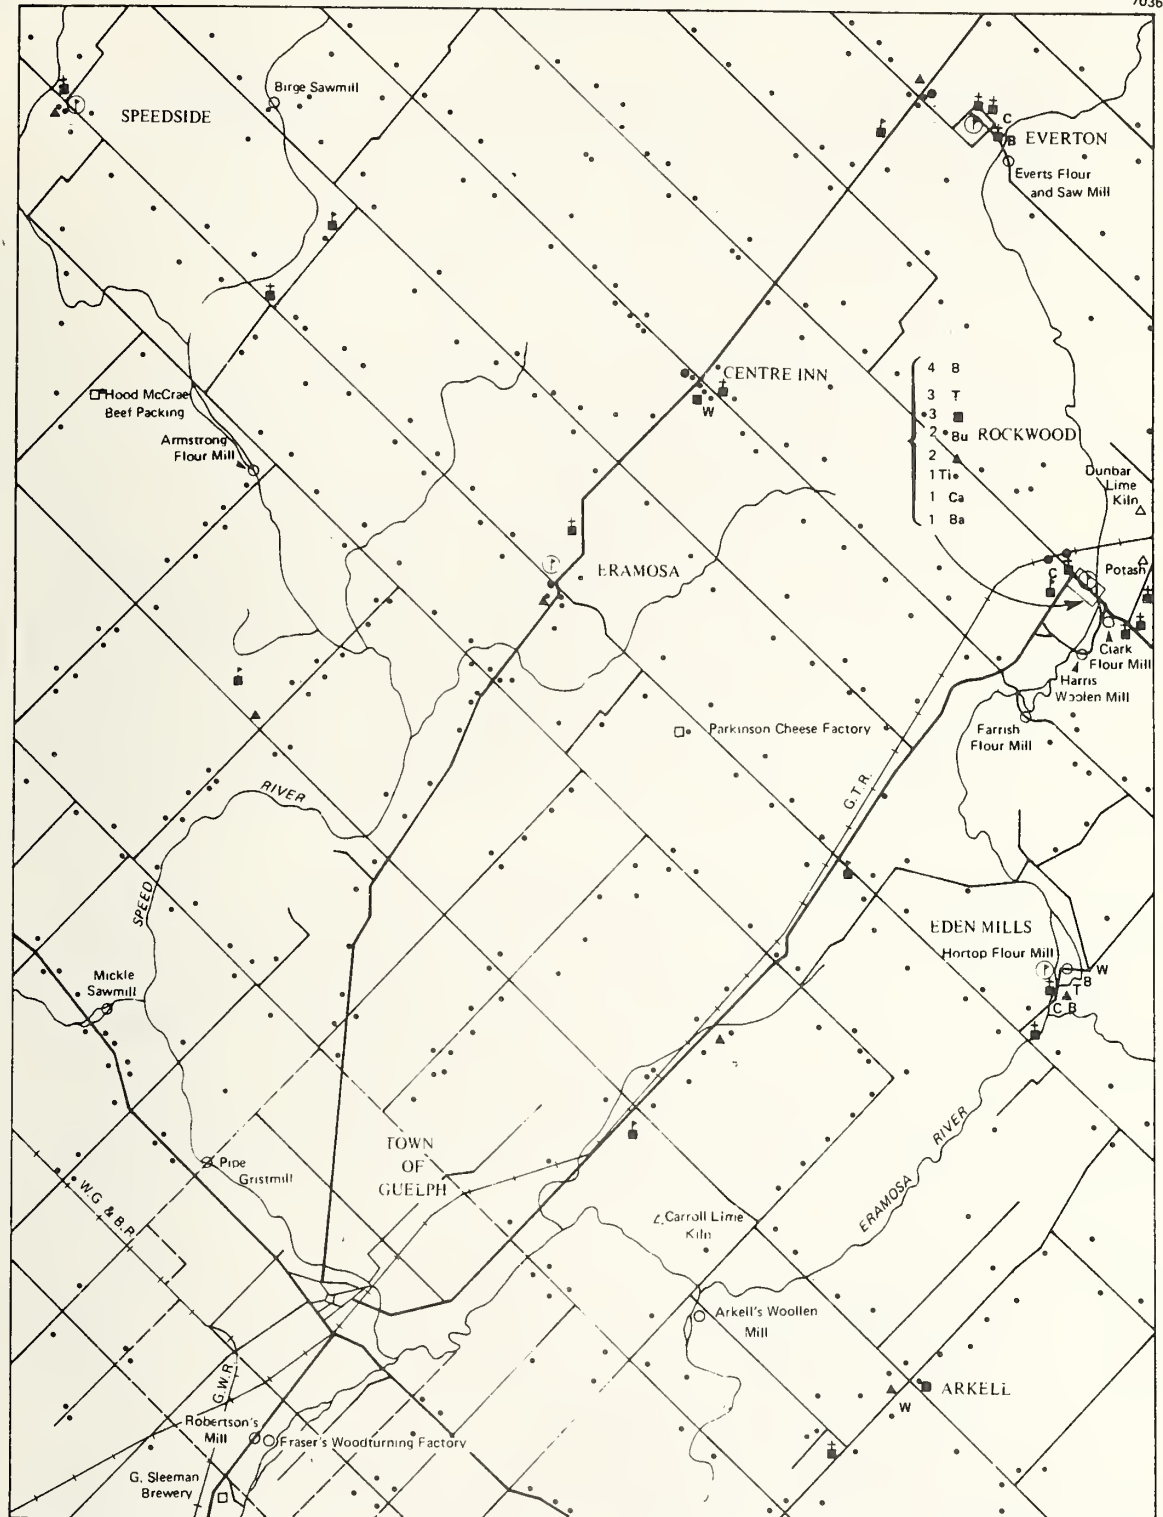 7036
Birge Sawmill
SPEEDSIDE
C
B
EVERTON
Everts Flour
and Saw Mill
CENTRE INN
W
Hood McCrae
Beef Packing
Armstrong
Flour Mill
4 B
3 T
3
2 Bu
2
1 Ti
1 Ca
1 Ba
ROCKWOOD
Dunbar
Lime
Kiln
Potash
C
ERAMOSA
Clark
Flour Mill
Harris
Woolen Mill
Farrish
Flour Mill
Parkinson Cheese Factory
G.T.R.
RIVER
SPEED
EDEN MILLS
Hortop Flour Mill
W
B
T
C B
Mickle
Sawmill
TOWN
OF
GUELPH
Pipe
Gristmill
W.G & B.R.
ERAMOSA RIVER
Carroll Lime
Kiln
Arkell's Woollen
Mill
ARKELL
W
G.W.R.
Robertson's
Mill
Fraser's Woodturning Factory
G. Sleeman
Brewery